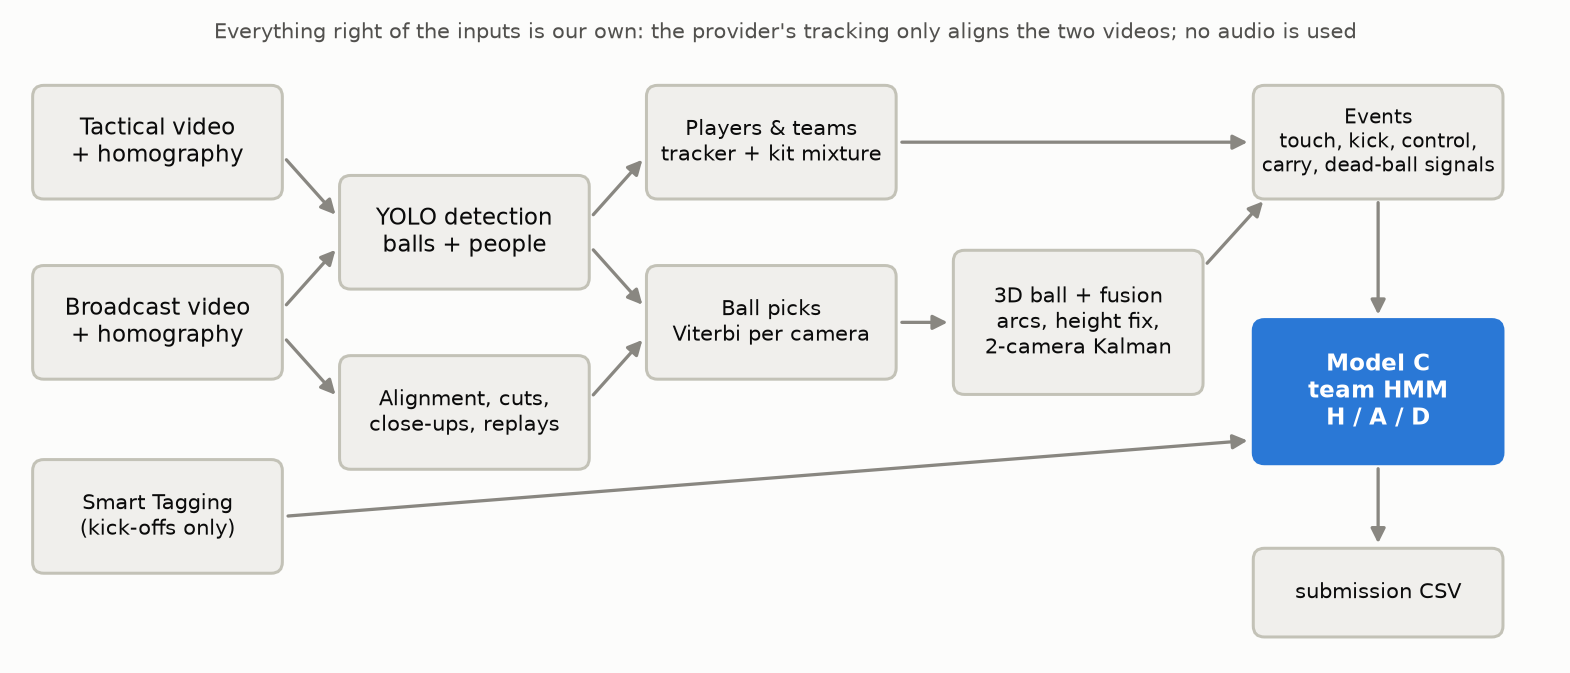 Everything right of the inputs is our own: the provider's tracking only aligns the two videos; no audio is used
Tactical video
+ homography
Broadcast video
+ homography
Smart Tagging
(kick-offs only)
YOLO detection
balls + people
Alignment, cuts,
close-ups, replays
Players & teams
tracker + kit mixture
Ball picks
Viterbi per camera
3D ball + fusion
arcs, height fix,
2-camera Kalman
Events
touch, kick, control,
carry, dead-ball signals
Model C
team HMM
H / A / D
submission CSV